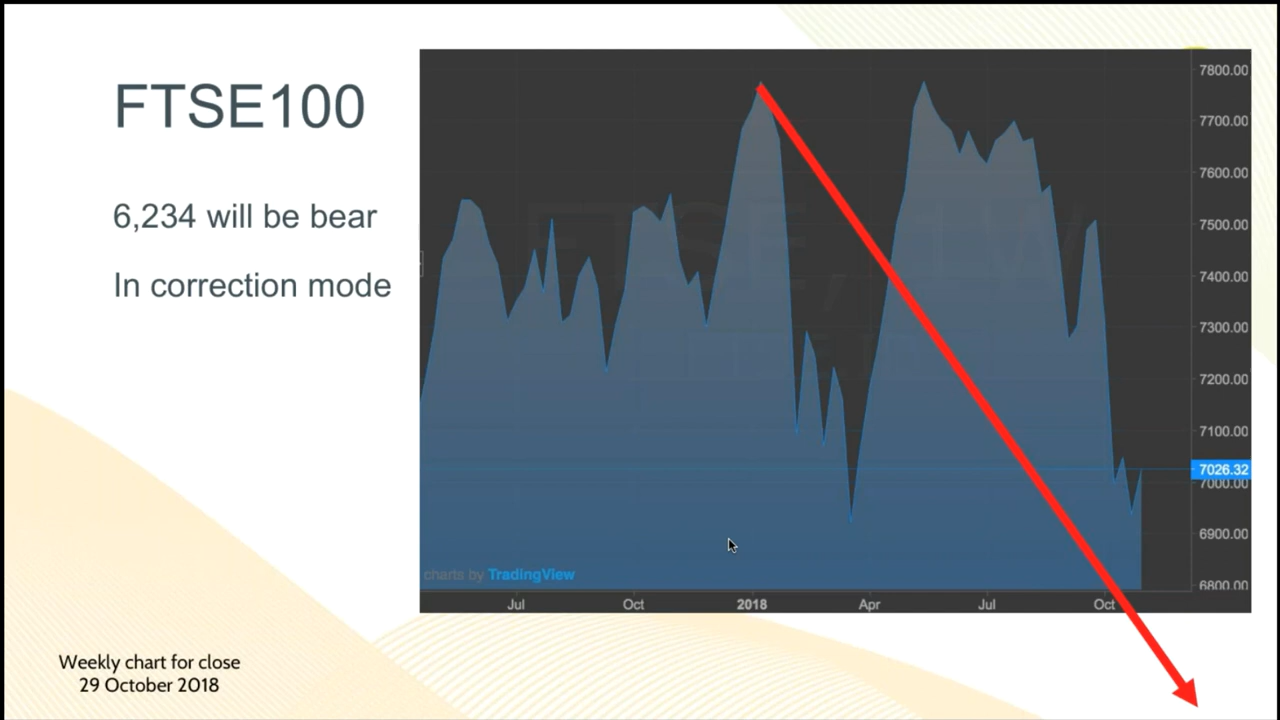 FTSE100
6,234 will be bear
In correction mode
7800.00
7700.00
7600.00
7500.00
7400.00
7300.00
7200.00
7100.00
7026.32
7000.00
6900.00
6800.00
charts by TradingView
Jul Oct 2018 Apr Jul Oct
Weekly chart for close
29 October 2018